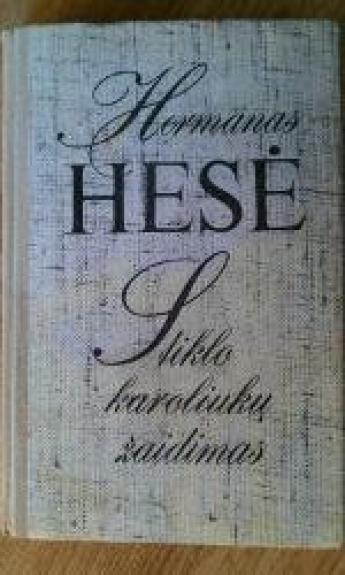 Hermanas
HESĖ
Stiklo
karoliukų
žaidimas